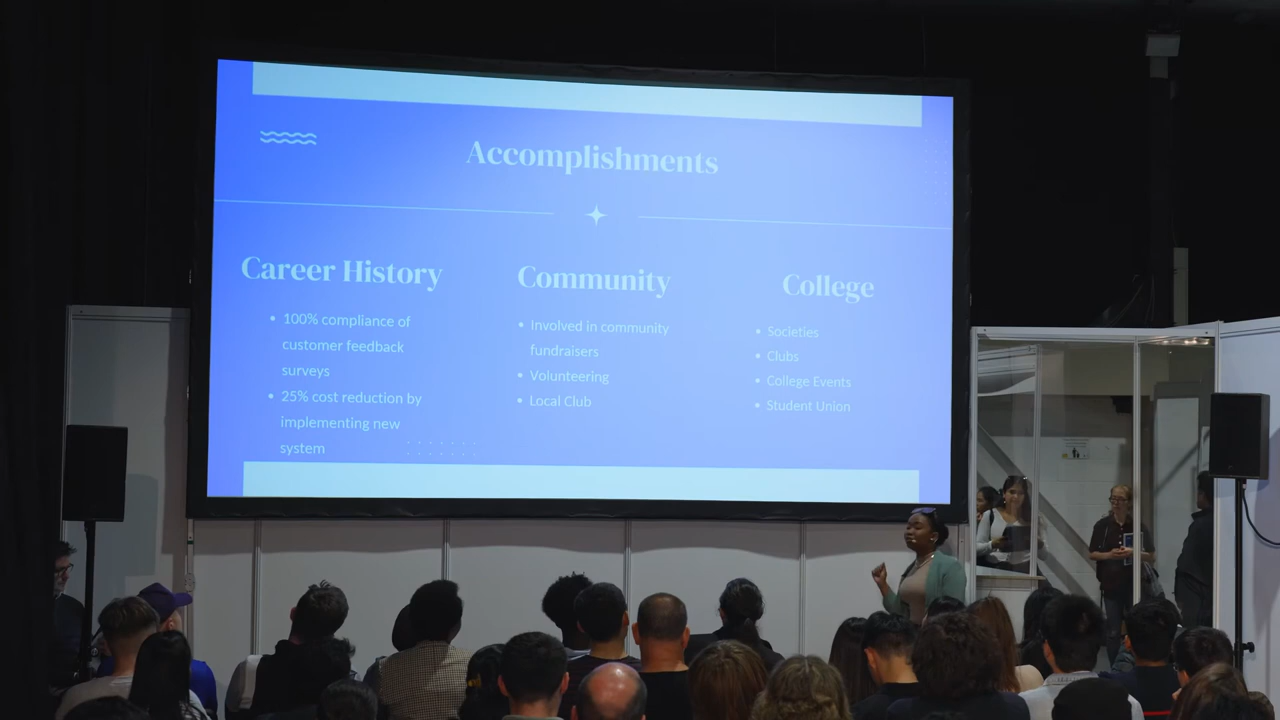 Accomplishments
Career History
• 100% compliance of
customer feedback
surveys
• 25% cost reduction by
implementing new
system
Community
• Involved in community
fundraisers
• Volunteering
• Local Club
College
• Societies
• Clubs
• College Events
• Student Union